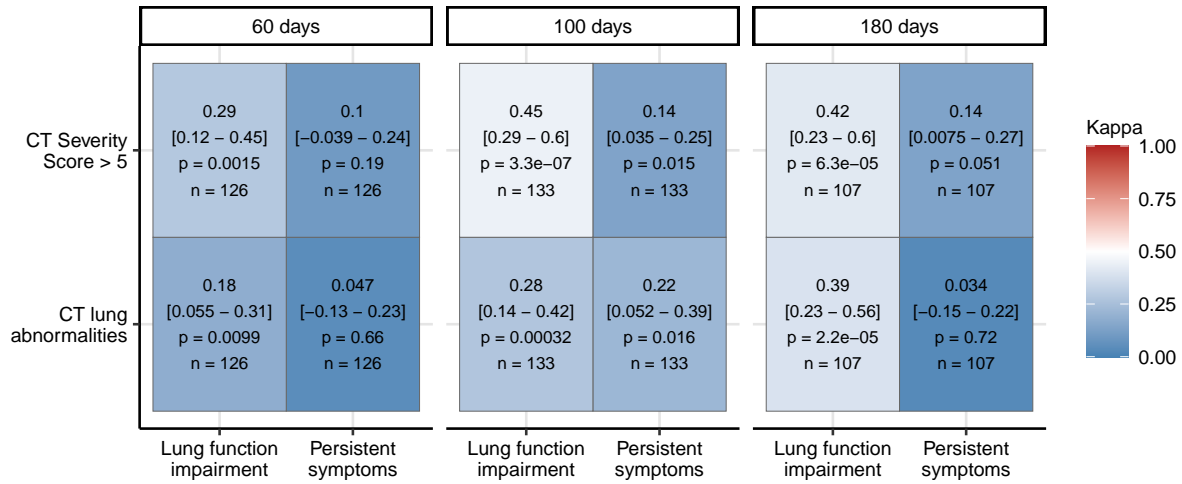 60 days
100 days
180 days
CT Severity
Score > 5
0.29
[0.12 − 0.45]
p = 0.0015
n = 126
0.1
[−0.039 − 0.24]
p = 0.19
n = 126
0.45
[0.29 − 0.6]
p = 3.3e−07
n = 133
0.14
[0.035 − 0.25]
p = 0.015
n = 133
0.42
[0.23 − 0.6]
p = 6.3e−05
n = 107
0.14
[0.0075 − 0.27]
p = 0.051
n = 107
CT lung
abnormalities
0.18
[0.055 − 0.31]
p = 0.0099
n = 126
0.047
[−0.13 − 0.23]
p = 0.66
n = 126
0.28
[0.14 − 0.42]
p = 0.00032
n = 133
0.22
[0.052 − 0.39]
p = 0.016
n = 133
0.39
[0.23 − 0.56]
p = 2.2e−05
n = 107
0.034
[−0.15 − 0.22]
p = 0.72
n = 107
Lung function
impairment
Persistent
symptoms
Lung function
impairment
Persistent
symptoms
Lung function
impairment
Persistent
symptoms
Kappa
1.00
0.75
0.50
0.25
0.00